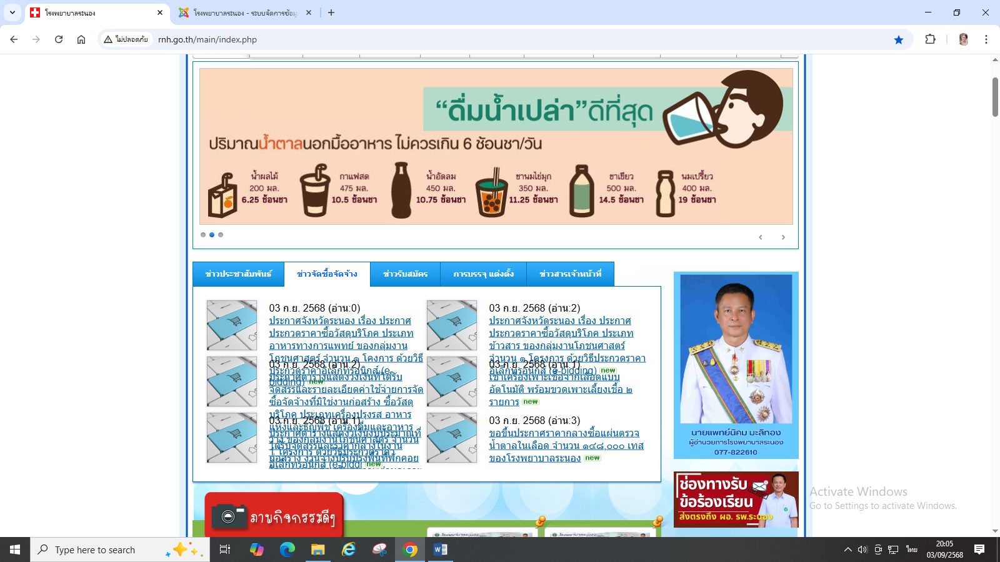 โรงพยาบาลระนอง
โรงพยาบาลระนอง - ระบบจัดการข้อมู
ไม่ปลอดภัย
rnh.go.th/main/index.php
“ดื่มน้ำเปล่า”ดีที่สุด
ปริมาณน้ำตาลนอกมื้ออาหาร ไม่ควรเกิน 6 ช้อนชา/วัน
น้ำผลไม้
200 มล.
6.25 ช้อนชา
กาแฟสด
475 มล.
10.5 ช้อนชา
น้ำอัดลม
450 มล.
10.75 ช้อนชา
ชานมไข่มุก
350 มล.
11.25 ช้อนชา
ชาเขียว
500 มล.
14.5 ช้อนชา
นมเปรี้ยว
400 มล.
19 ช้อนชา
ข่าวประชาสัมพันธ์
ข่าวจัดซื้อจัดจ้าง
ข่าวรับสมัคร
การบรรจุ แต่งตั้ง
ข่าวสารเจ้าหน้าที่
03 ก.ย. 2568 (อ่าน:0)
ประกาศจังหวัดระนอง เรื่อง ประกาศ
ประกวดราคาซื้อวัสดุบริโภค ประเภท
อาหารทางการแพทย์ ของกลุ่มงาน
โภชนศาสตร์ จำนวน ๑ โคงการ ด้วยวิธี
ประกวดราคาอิเล็กทรอนิกส์ (e-
bidding) new
03 ก.ย. 2568 (อ่าน:2)
ประกาศจังหวัดระนอง เรื่อง ประกาศ
ประกวดราคาซื้อวัสดุบริโภค ประเภท
ข้าวสาร ของกลุ่มงานโภชนศาสตร์
จำนวน ๑ โครงการ ด้วยวิธีประกวดราคา
อิเล็กทรอนิกส์ (e-bidding) new
03 ก.ย. 2568 (อ่าน:2)
ประกาศตารางแสดงวงเงินที่ได้รับ
จัดสรรและรายละเอียดค่าใช้จ่ายการจัด
ซื้อจัดจ้างที่มิใช่งานก่อสร้าง ซื้อวัสดุ
บริโภค ประเภทเครื่องปรุงรส อาหาร
แห้งและธัญพืช เครื่องดื่มและอาหาร
ว่าง ของกลุ่มงานโภชนศาสตร์ จำนวน
1 โครงการ ด้วยวิธีประกวดราคา
อิเล็กทรอนิกส์ (e-biddi new
03 ก.ย. 2568 (อ่าน:1)
เช่าเครื่องเพาะเชื้อจากเลือดแบบ
อัตโนมัติ พร้อมขวดเพาะเลี้ยงเชื้อ ๒
รายการ new
03 ก.ย. 2568 (อ่าน:1)
ประกาศตารางแสดงวงเงินงบประมาณที่
ได้รับจัดสรรและราคากลางในงาน
ก่อสร้าง งานจ้างปรับปรุงพื้นที่พักคอย
03 ก.ย. 2568 (อ่าน:3)
ขอขึ้นประกาศราคากลางซื้อแผ่นตรวจ
น้ำตาลในเลือด จำนวน ๑๔๘,๐๐๐ เทส
ของโรงพยาบาลระนอง new
นายแพทย์นิคม มะลิทอง
ผู้อำนวยการโรงพยาบาลระนอง
077-822610
ช่องทางรับ
ข้อร้องเรียน
ส่งตรงถึง ผอ. รพ.ระนอง
ภาพกิจกรรมดีๆ
Activate Windows
Go to Settings to activate Windows.
Type here to search
ไทย
20:05
03/09/2568